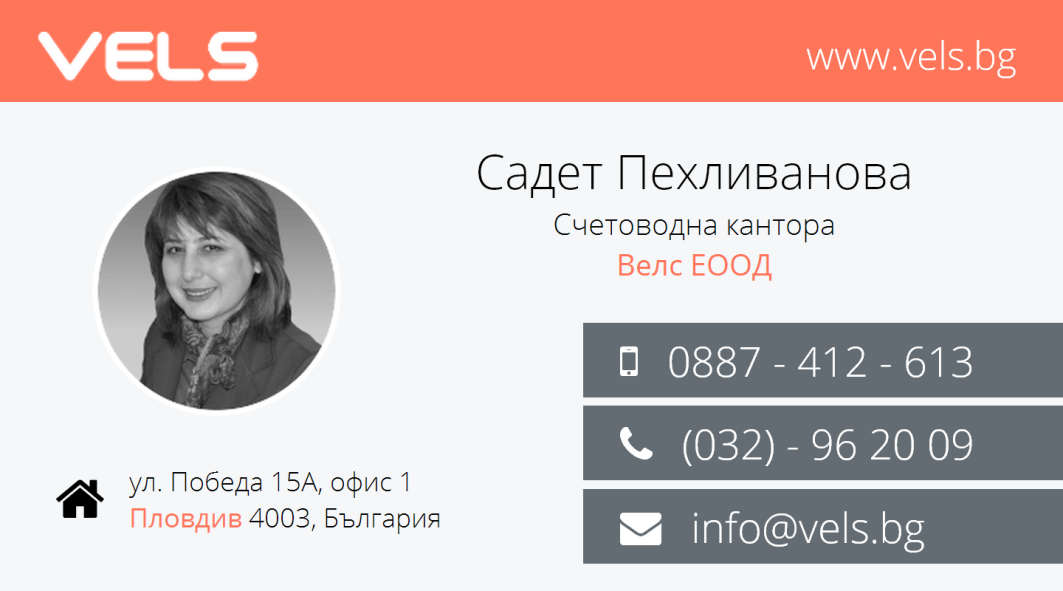 VELS
www.vels.bg
Садет Пехливанова
Счетоводна кантора
Велс ЕООД
0887 - 412 - 613
(032) - 96 20 09
info@vels.bg
ул. Победа 15А, офис 1
Пловдив 4003, България